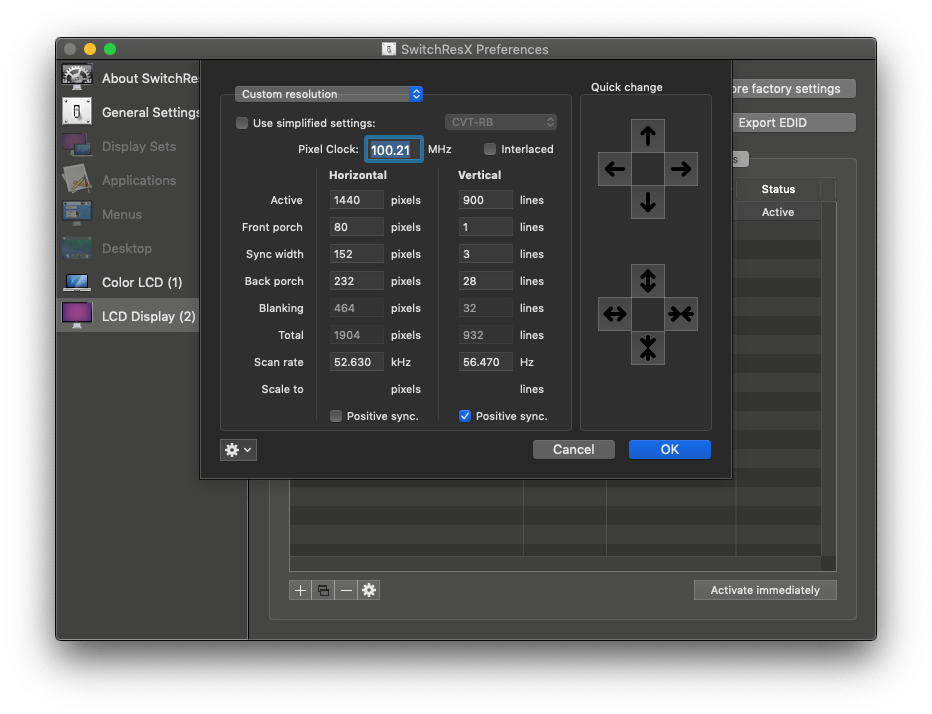 SwitchResX Preferences
About SwitchRes
General Settings
Display Sets
Applications
Menus
Desktop
Color LCD (1)
LCD Display (2)
Custom resolution
Use simplified settings:
CVT-RB
Pixel Clock: 100.21 MHz
Interlaced
Horizontal Vertical
Active 1440 pixels 900 lines
Front porch 80 pixels 1 lines
Sync width 152 pixels 3 lines
Back porch 232 pixels 28 lines
Blanking 464 pixels 32 lines
Total 1904 pixels 932 lines
Scan rate 52.630 kHz 56.470 Hz
Scale to pixels lines
Positive sync. Positive sync.
Quick change
Cancel OK
ore factory settings
Export EDID
s
Status
Active
Activate immediately